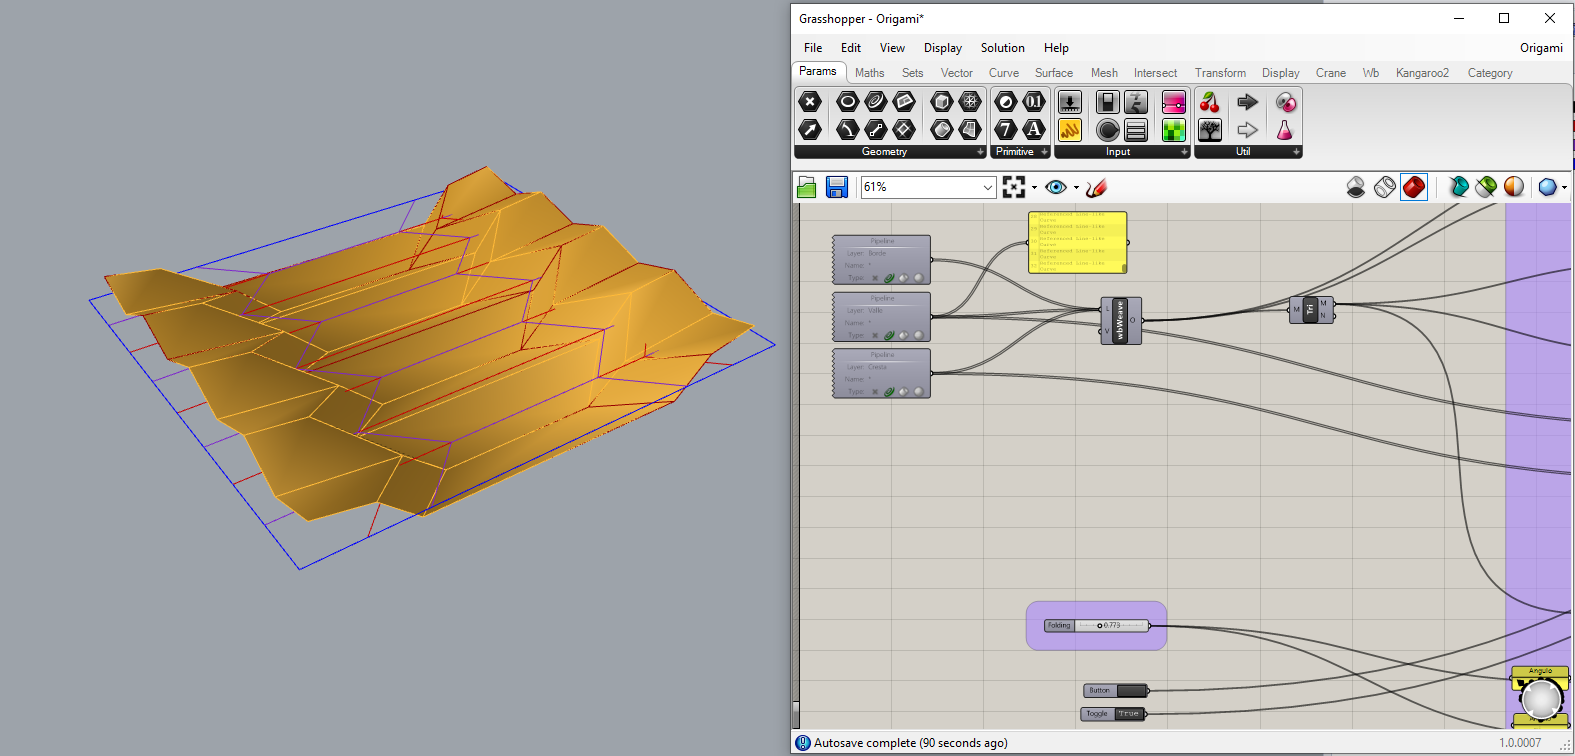 Grasshopper - Origami*
File Edit View Display Solution Help Origami
Params Maths Sets Vector Curve Surface Mesh Intersect Transform Display Crane Wb Kangaroo2 Category
Geometry Primitive Input Util
61%
Referenced Line-like
Curve
Referenced Line-like
Curve
Referenced Line-like
Curve
Referenced Line-like
Curve
Referenced Line-like
Curve
Pipeline
Layer: Borde
Name: *
Type:
Pipeline
Layer: Valle
Name: *
Type:
Pipeline
Layer: Cresta
Name: *
Type:
L
V
wbWeave
O
M
Tri
M
N
Folding 0.773
Button
Toggle True
Angulo
Autosave complete (90 seconds ago)
1.0.0007